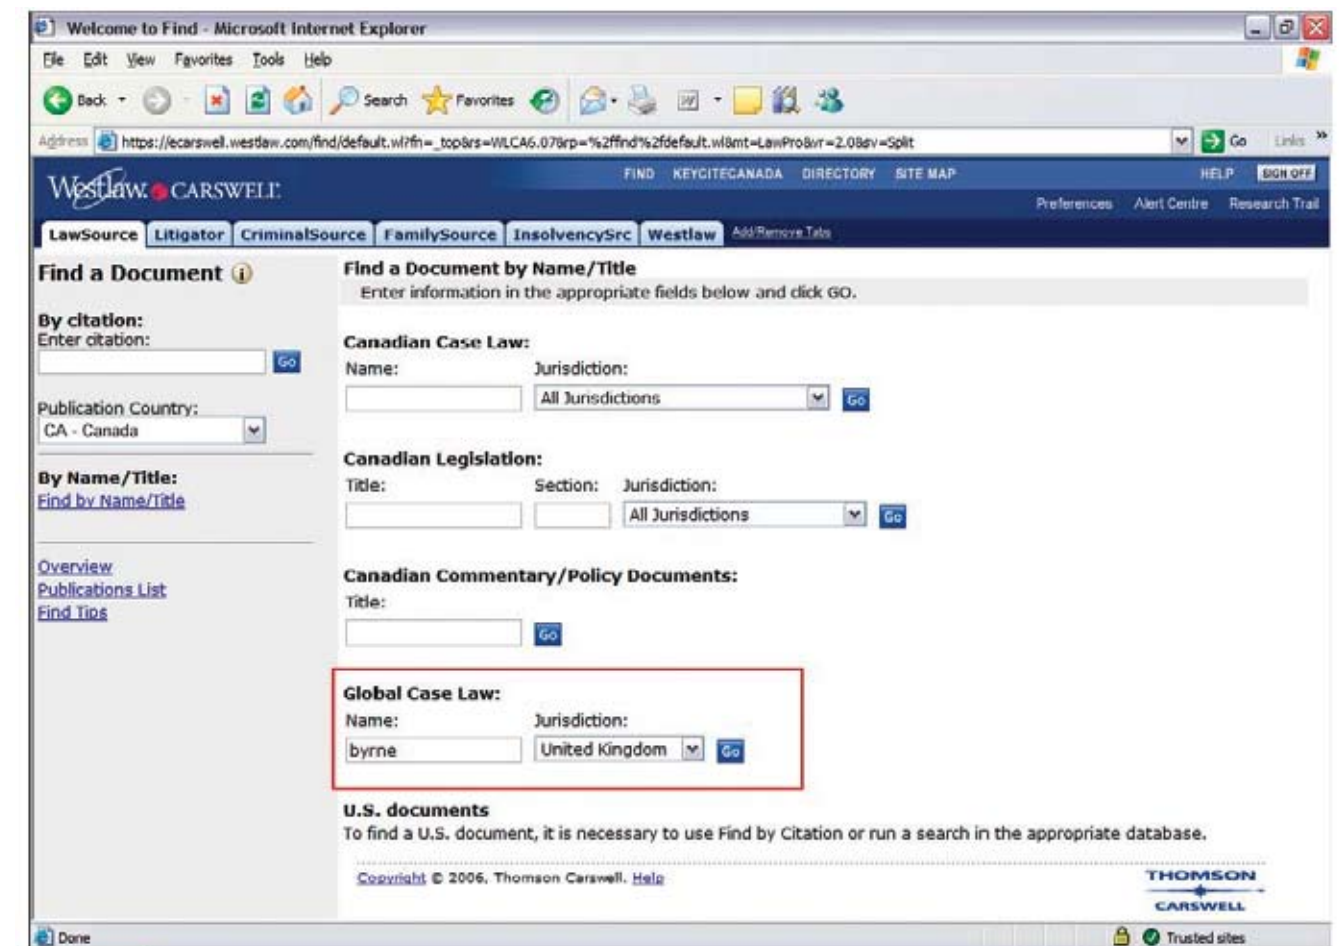 Welcome to Find - Microsoft Internet Explorer
File Edit View Favorites Tools Help
Back Search Favorites
Address https://ecarswell.westlaw.com/find/default.wl?fn=_top&rs=WLCA6.07&rp=%2ffind%2fdefault.wl&mt=LawPro&vr=2.0&sv=Split Go Links »
FIND KEYCITECANADA DIRECTORY SITE MAP HELP SIGN OFF
Westlaw. CARSWELL.
Preferences Alert Centre Research Trail
LawSource Litigator CriminalSource FamilySource InsolvencySrc Westlaw Add/Remove Tabs
Find a Document
By citation:
Enter citation:
Go
Publication Country:
CA - Canada
By Name/Title:
Find by Name/Title
Overview
Publications List
Find Tips
Find a Document by Name/Title
Enter information in the appropriate fields below and click GO.
Canadian Case Law:
Name: Jurisdiction:
All Jurisdictions Go
Canadian Legislation:
Title: Section: Jurisdiction:
All Jurisdictions Go
Canadian Commentary/Policy Documents:
Title:
Go
Global Case Law:
Name: Jurisdiction:
byrne United Kingdom Go
U.S. documents
To find a U.S. document, it is necessary to use Find by Citation or run a search in the appropriate database.
Copyright © 2006, Thomson Carswell. Help
THOMSON
CARSWELL
Done Trusted sites